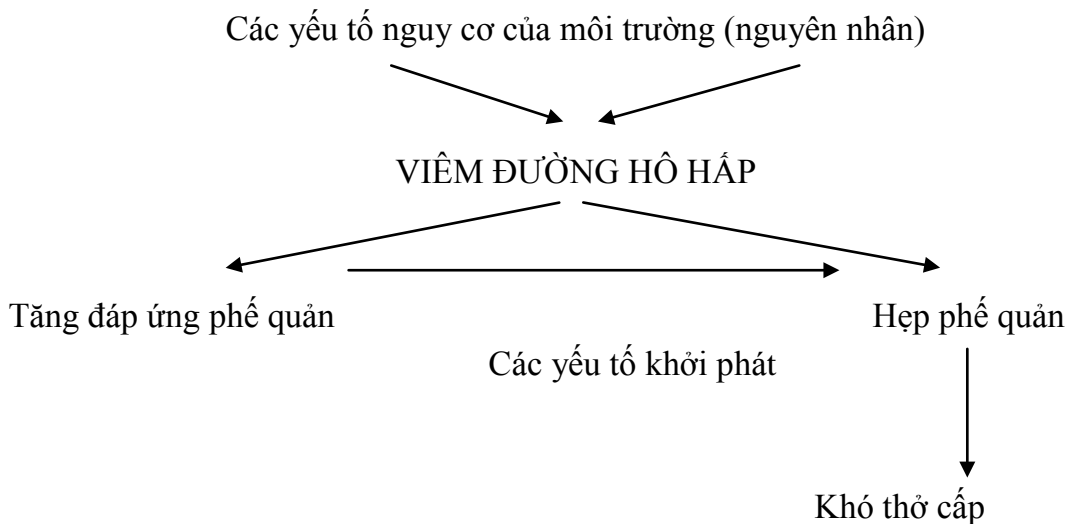 Các yếu tố nguy cơ của môi trường (nguyên nhân)
VIÊM ĐƯỜNG HÔ HẤP
Tăng đáp ứng phế quản
Hẹp phế quản
Các yếu tố khởi phát
Khó thở cấp